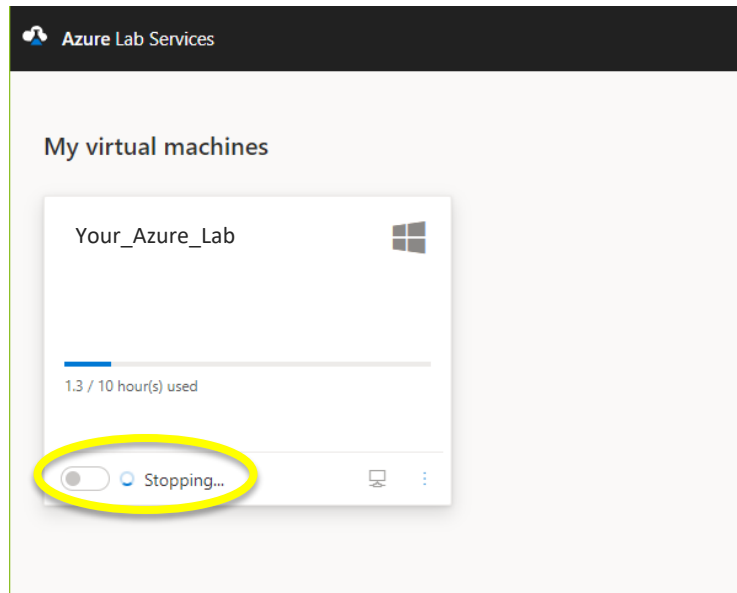 Azure Lab Services
My virtual machines
Your_Azure_Lab
1.3 / 10 hour(s) used
Stopping...